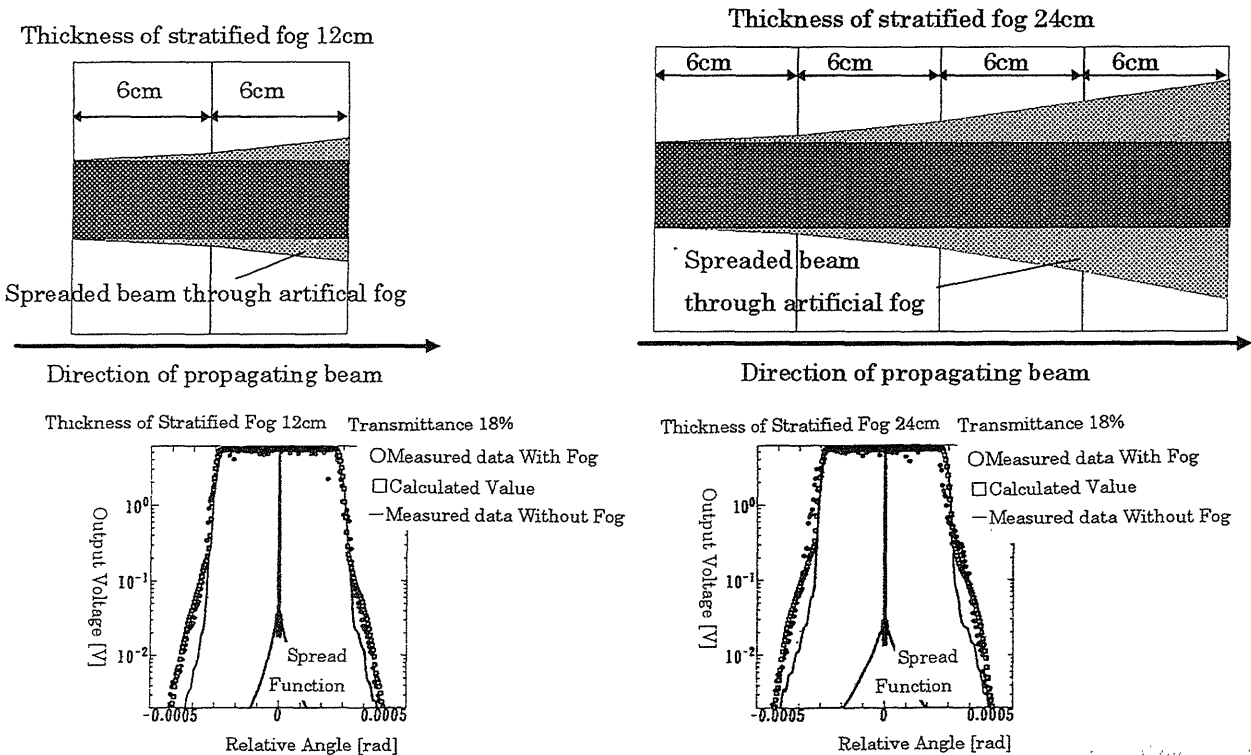 Thickness of stratified fog 12cm
6cm 6cm
Spreaded beam through artifical fog
Direction of propagating beam
Thickness of stratified fog 24cm
6cm 6cm 6cm 6cm
Spreaded beam
through artificial fog
Direction of propagating beam
Thickness of Stratified Fog 12cm Transmittance 18%
○Measured data With Fog
□Calculated Value
—Measured data Without Fog
Output Voltage [V]
10⁰
10⁻¹
10⁻²
Spread
Function
-0.0005 0 0.0005
Relative Angle [rad]
Thickness of Stratified Fog 24cm Transmittance 18%
○Measured data With Fog
□Calculated Value
—Measured data Without Fog
Output Voltage [V]
10⁰
10⁻¹
10⁻²
Spread
Function
-0.0005 0 0.0005
Relative Angle [rad]